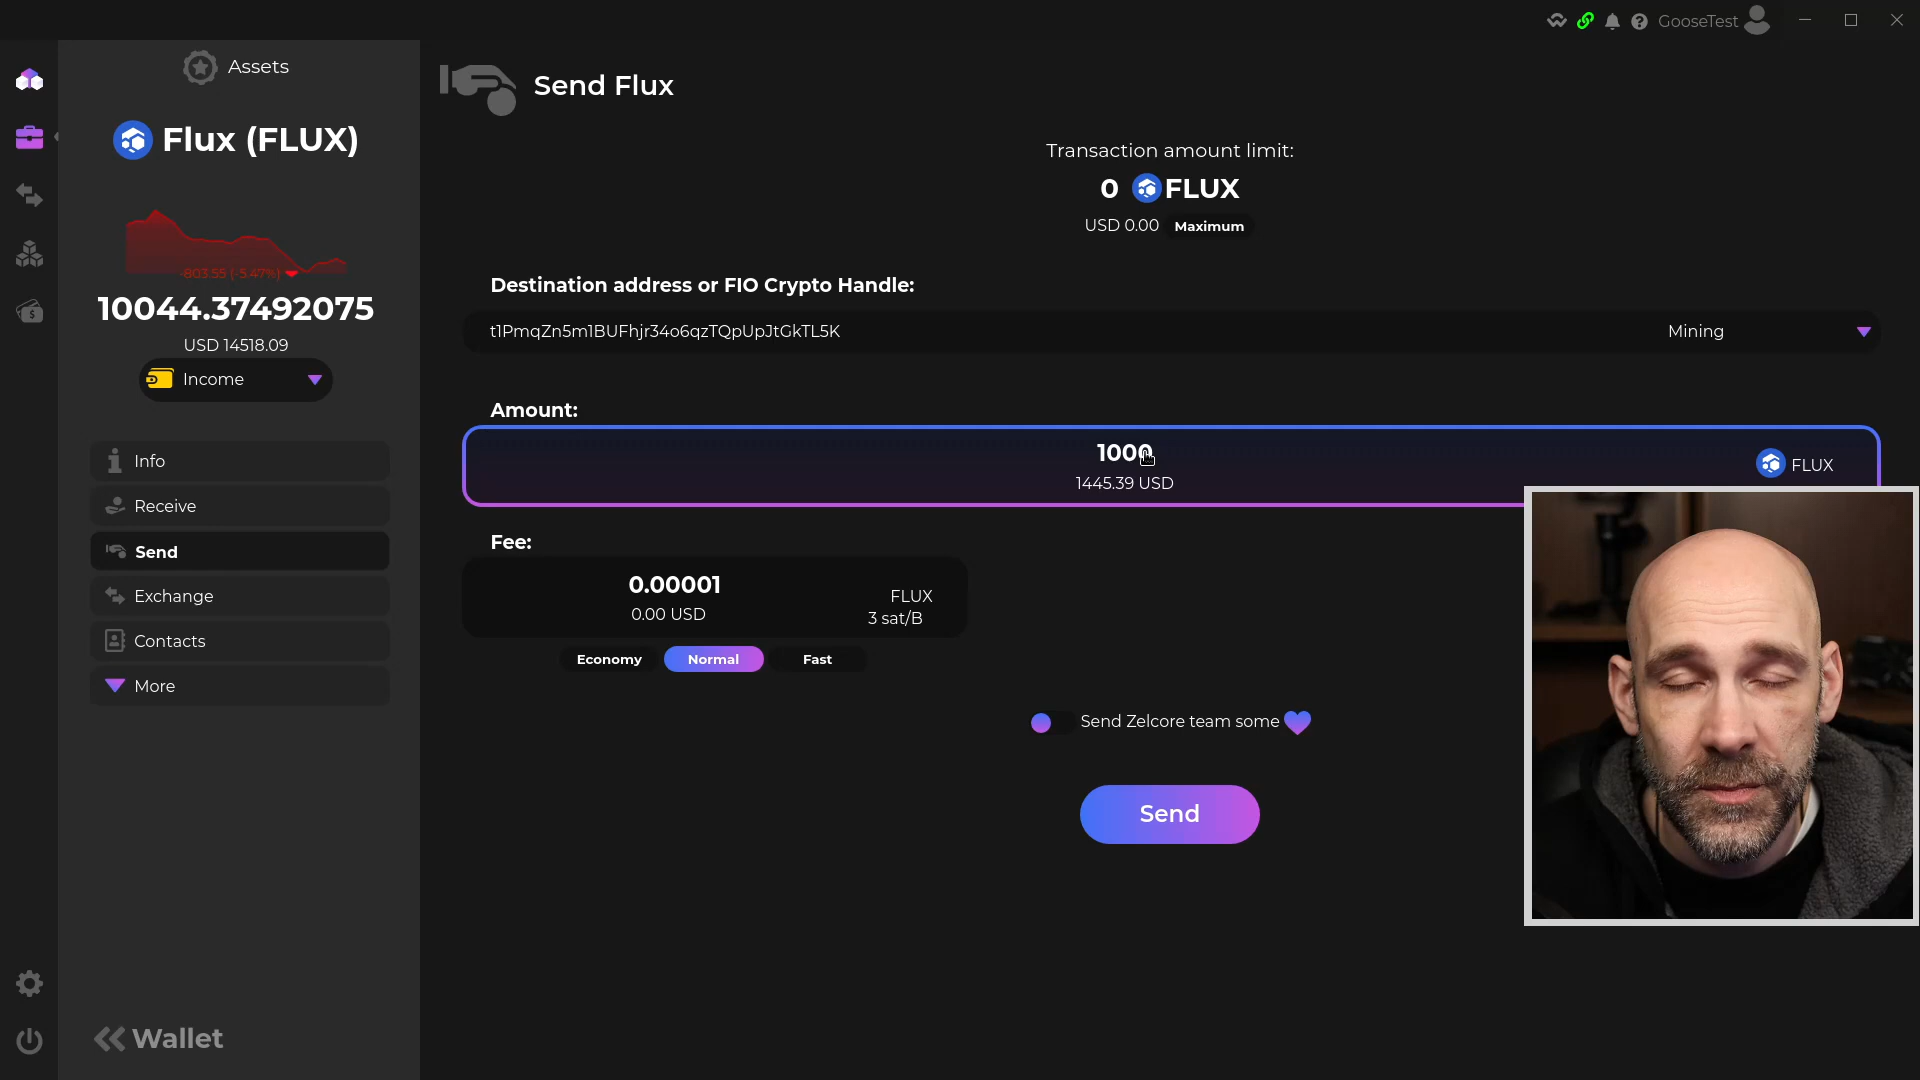 GooseTest
Assets
Flux (FLUX)
-803.55 (-5.47%)
10044.37492075
USD 14518.09
Income
Info
Receive
Send
Exchange
Contacts
More
Wallet
Send Flux
Transaction amount limit:
0 FLUX
USD 0.00 Maximum
Destination address or FIO Crypto Handle:
t1PmqZn5m1BUFhjr34o6qzTQpUpJtGkTL5K Mining
Amount:
1000
1445.39 USD
FLUX
Fee:
0.00001
0.00 USD
FLUX
3 sat/B
Economy Normal Fast
Send Zelcore team some
Send